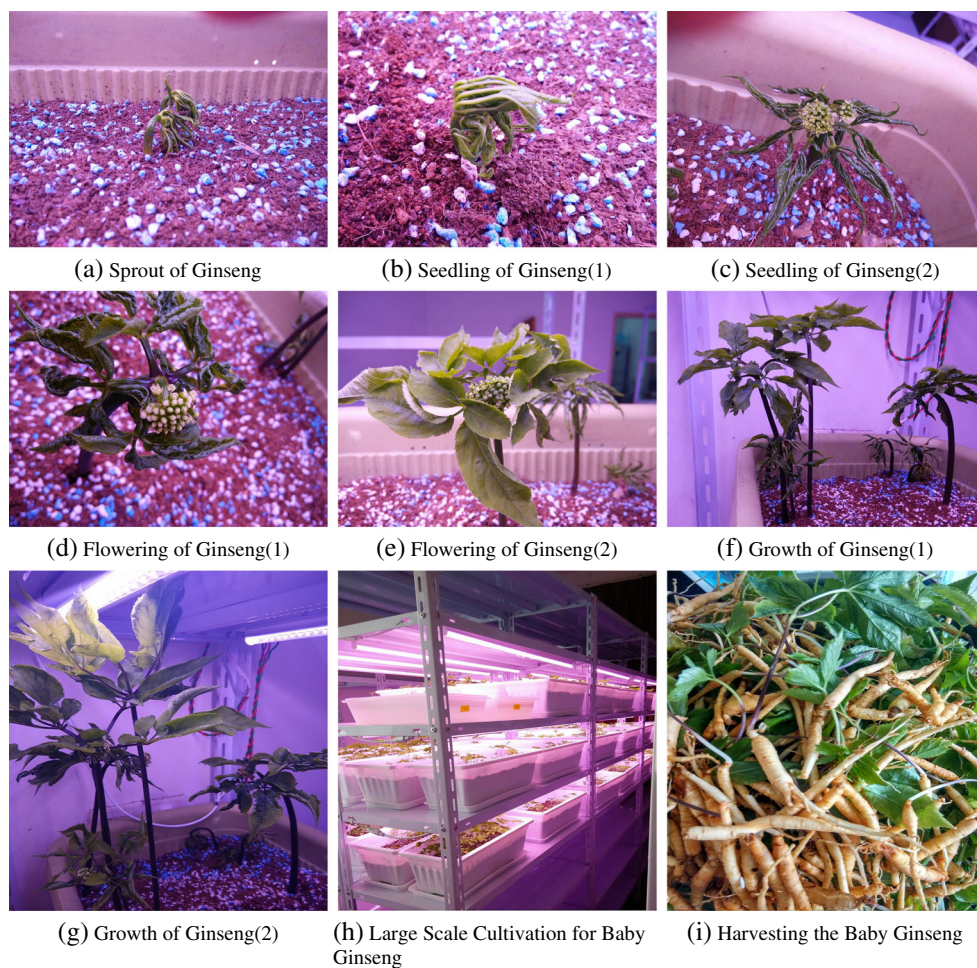 (a) Sprout of Ginseng
(b) Seedling of Ginseng(1)
(c) Seedling of Ginseng(2)
(d) Flowering of Ginseng(1)
(e) Flowering of Ginseng(2)
(f) Growth of Ginseng(1)
(g) Growth of Ginseng(2)
(h) Large Scale Cultivation for Baby
Ginseng
(i) Harvesting the Baby Ginseng